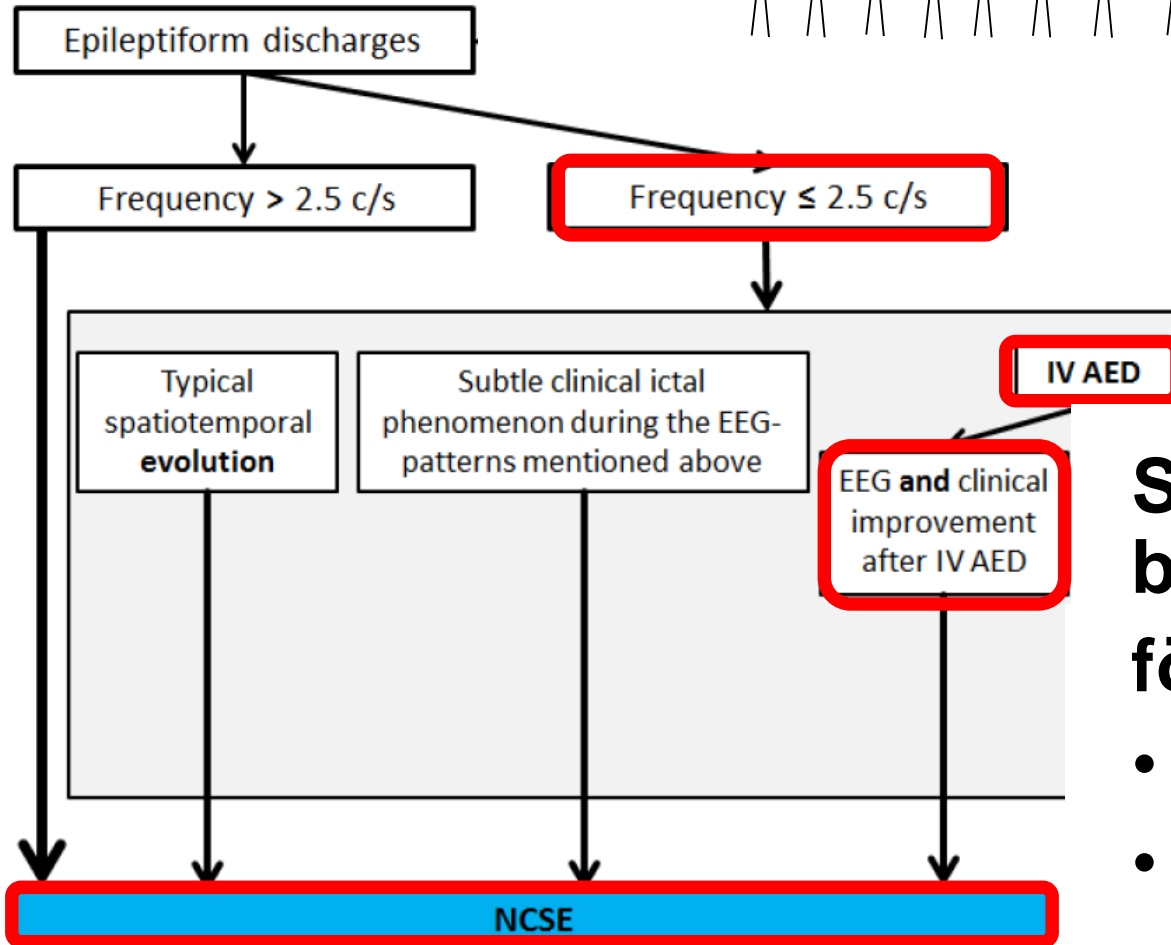 Epileptiform discharges
Frequency > 2.5 c/s
Frequency ≤ 2.5 c/s
Typical
spatiotemporal
evolution
Subtle clinical ictal
phenomenon during the EEG-
patterns mentioned above
IV AED
EEG and clinical
improvement
after IV AED
NCSE